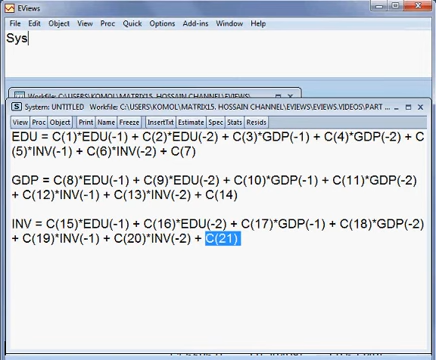 EViews
File Edit Object View Proc Quick Options Add-ins Window Help
Sys
Workfile: C:\USERS\KOMOL\MATRIX15. HOSSAIN CHANNEL\EVIEWS\EVIEWS.VIDEOS\
System: UNTITLED Workfile: C:\USERS\KOMOL\MATRIX15. HOSSAIN CHANNEL\EVIEWS\EVIEWS.VIDEOS\PART
View Proc Object Print Name Freeze InsertTxt Estimate Spec Stats Resids
EDU = C(1)*EDU(-1) + C(2)*EDU(-2) + C(3)*GDP(-1) + C(4)*GDP(-2) + C
(5)*INV(-1) + C(6)*INV(-2) + C(7)
GDP = C(8)*EDU(-1) + C(9)*EDU(-2) + C(10)*GDP(-1) + C(11)*GDP(-2)
+ C(12)*INV(-1) + C(13)*INV(-2) + C(14)
INV = C(15)*EDU(-1) + C(16)*EDU(-2) + C(17)*GDP(-1) + C(18)*GDP(-2)
+ C(19)*INV(-1) + C(20)*INV(-2) + C(21)